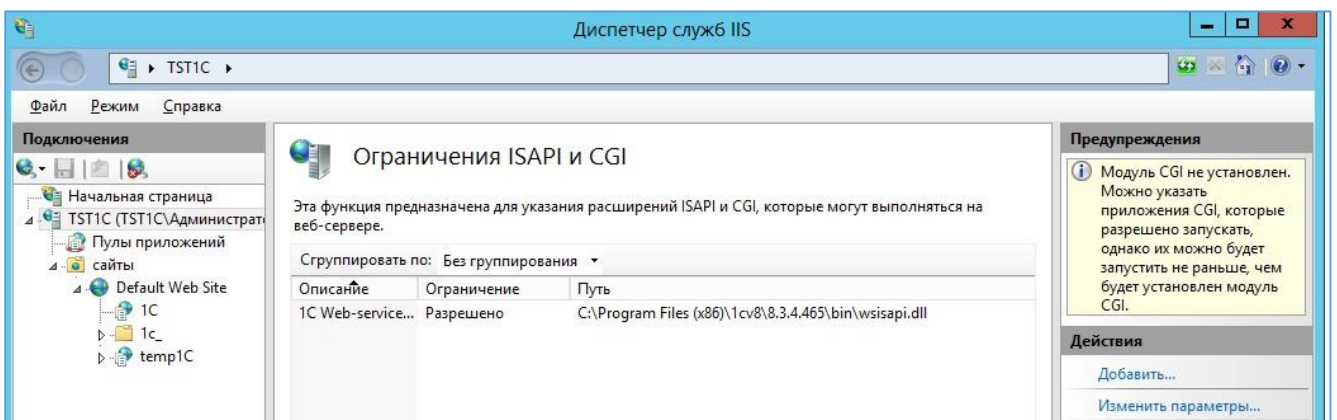 Диспетчер служб IIS
TST1C
Файл Режим Справка
Подключения
Начальная страница
TST1C (TST1C\Администрато
Пулы приложений
сайты
Default Web Site
1C
1c_
temp1C
Ограничения ISAPI и CGI
Эта функция предназначена для указания расширений ISAPI и CGI, которые могут выполняться на
веб-сервере.
Сгруппировать по: Без группирования
Описание Ограничение Путь
1C Web-service... Разрешено C:\Program Files (x86)\1cv8\8.3.4.465\bin\wsisapi.dll
Предупреждения
Модуль CGI не установлен.
Можно указать
приложения CGI, которые
разрешено запускать,
однако их можно будет
запустить не раньше, чем
будет установлен модуль
CGI.
Действия
Добавить...
Изменить параметры...